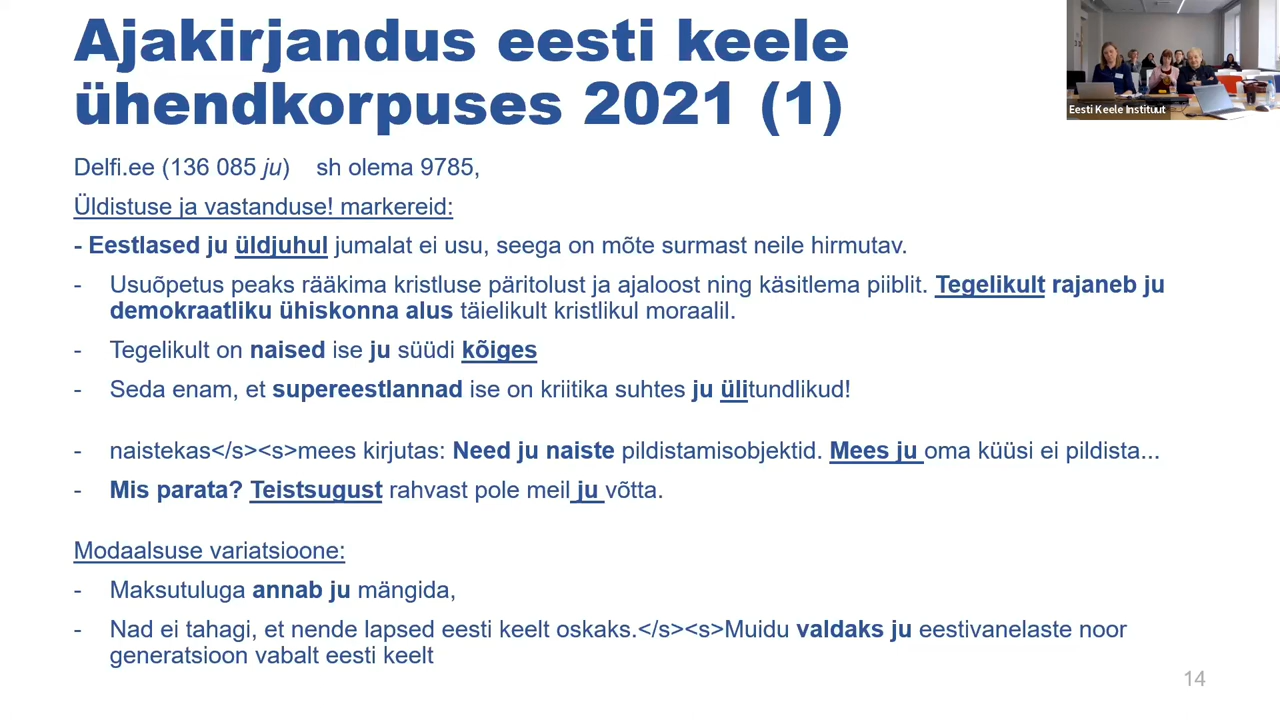 Ajakirjandus eesti keele
ühendkorpuses 2021 (1)
Eesti Keele Instituut
Delfi.ee (136 085 ju) sh olema 9785,
Üldistuse ja vastanduse! markereid:
- Eestlased ju üldjuhul jumalat ei usu, seega on mõte surmast neile hirmutav.
- Usuõpetus peaks rääkima kristluse päritolust ja ajaloost ning käsitlema piiblit. Tegelikult rajaneb ju
demokraatliku ühiskonna alus täielikult kristlikul moraalil.
- Tegelikult on naised ise ju süüdi kõiges
- Seda enam, et supereestlannad ise on kriitika suhtes ju ülitundlikud!
- naistekas</s><s>mees kirjutas: Need ju naiste pildistamisobjektid. Mees ju oma küüsi ei pildista...
- Mis parata? Teistsugust rahvast pole meil ju võtta.
Modaalsuse variatsioone:
- Maksutuluga annab ju mängida,
- Nad ei tahagi, et nende lapsed eesti keelt oskaks.</s><s>Muidu valdaks ju eestivanelaste noor
generatsioon vabalt eesti keelt
14